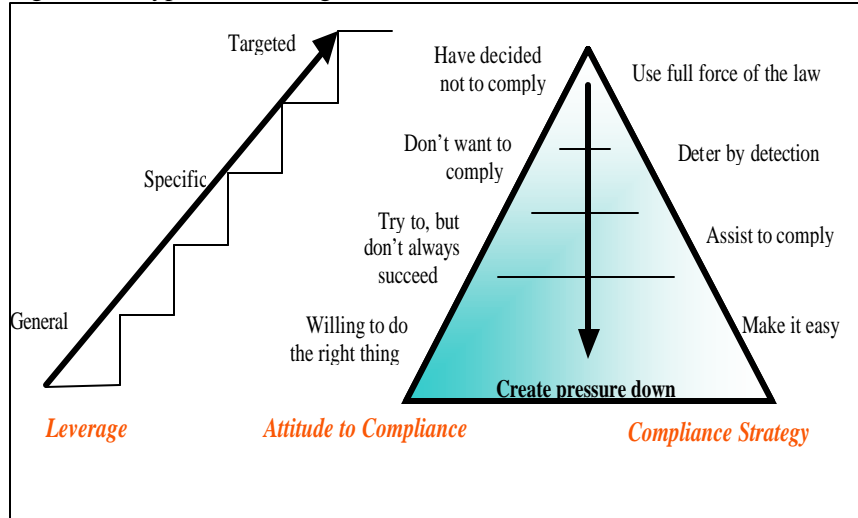 Targeted
Specific
General
Leverage
Have decided
not to comply
Don't want to
comply
Try to, but
don't always
succeed
Willing to do
the right thing
Attitude to Compliance
Use full force of the law
Deter by detection
Assist to comply
Make it easy
Create pressure down
Compliance Strategy